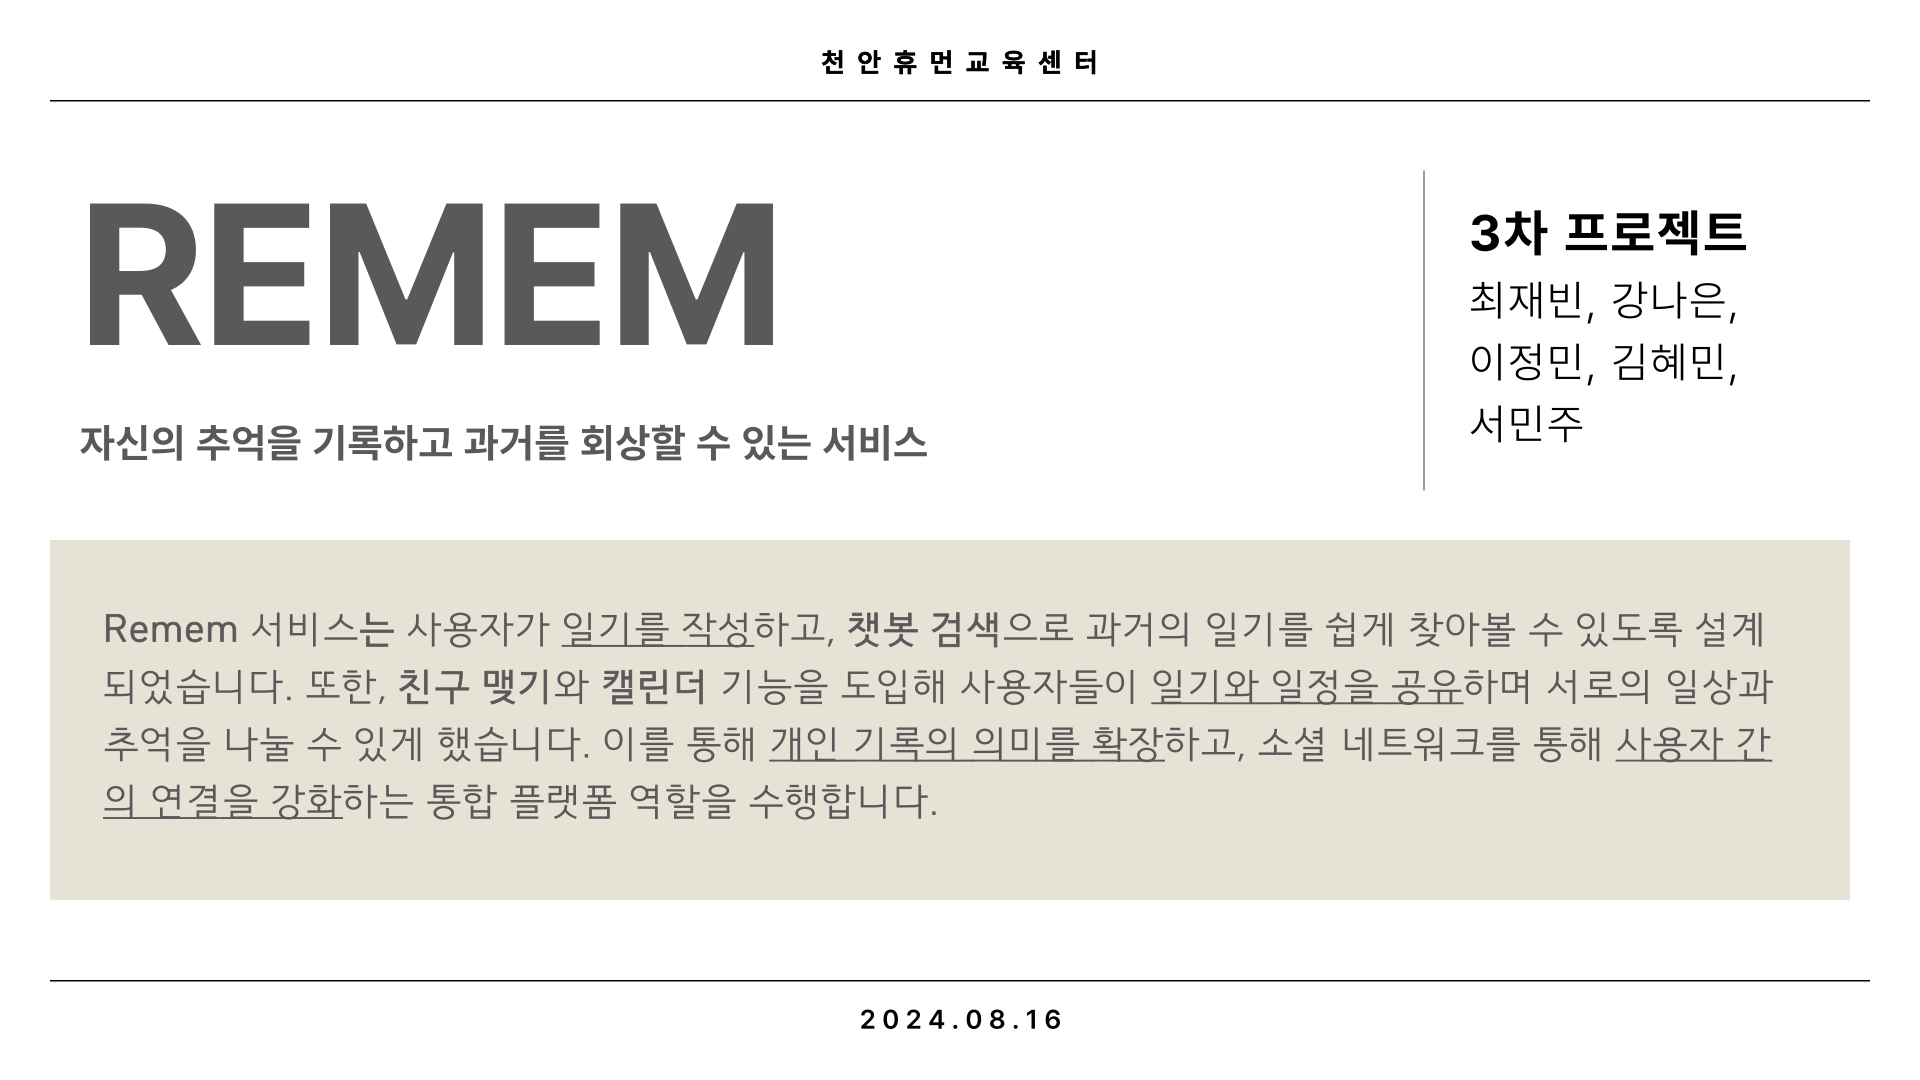 천안휴먼교육센터
REMEM
자신의 추억을 기록하고 과거를 회상할 수 있는 서비스
3차 프로젝트
최재빈, 강나은,
이정민, 김혜민,
서민주
Remem 서비스는 사용자가 일기를 작성하고, 챗봇 검색으로 과거의 일기를 쉽게 찾아볼 수 있도록 설계
되었습니다. 또한, 친구 맺기와 캘린더 기능을 도입해 사용자들이 일기와 일정을 공유하며 서로의 일상과
추억을 나눌 수 있게 했습니다. 이를 통해 개인 기록의 의미를 확장하고, 소셜 네트워크를 통해 사용자 간
의 연결을 강화하는 통합 플랫폼 역할을 수행합니다.
2024.08.16